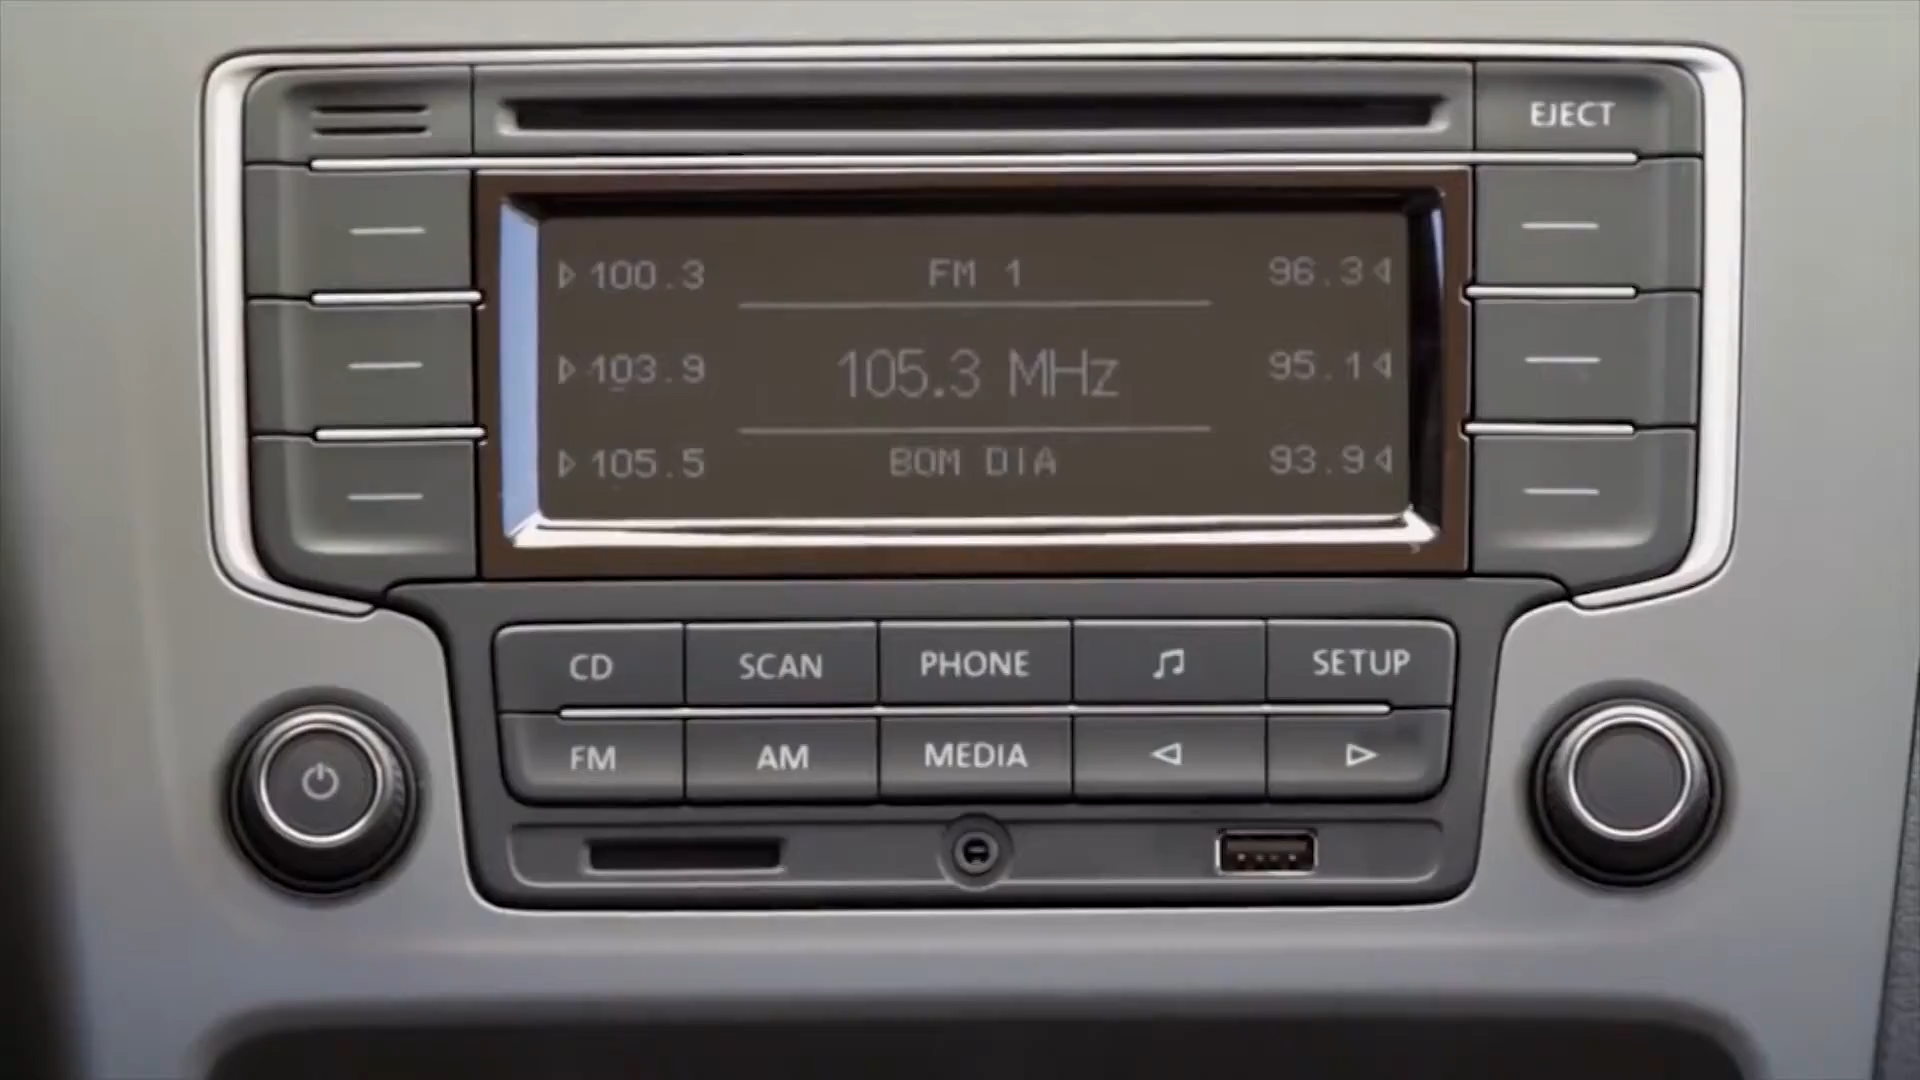 EJECT
100.3 FM 1 96.3
103.9 105.3 MHz 95.1
105.5 BOM DIA 93.9
CD SCAN PHONE SETUP
FM AM MEDIA